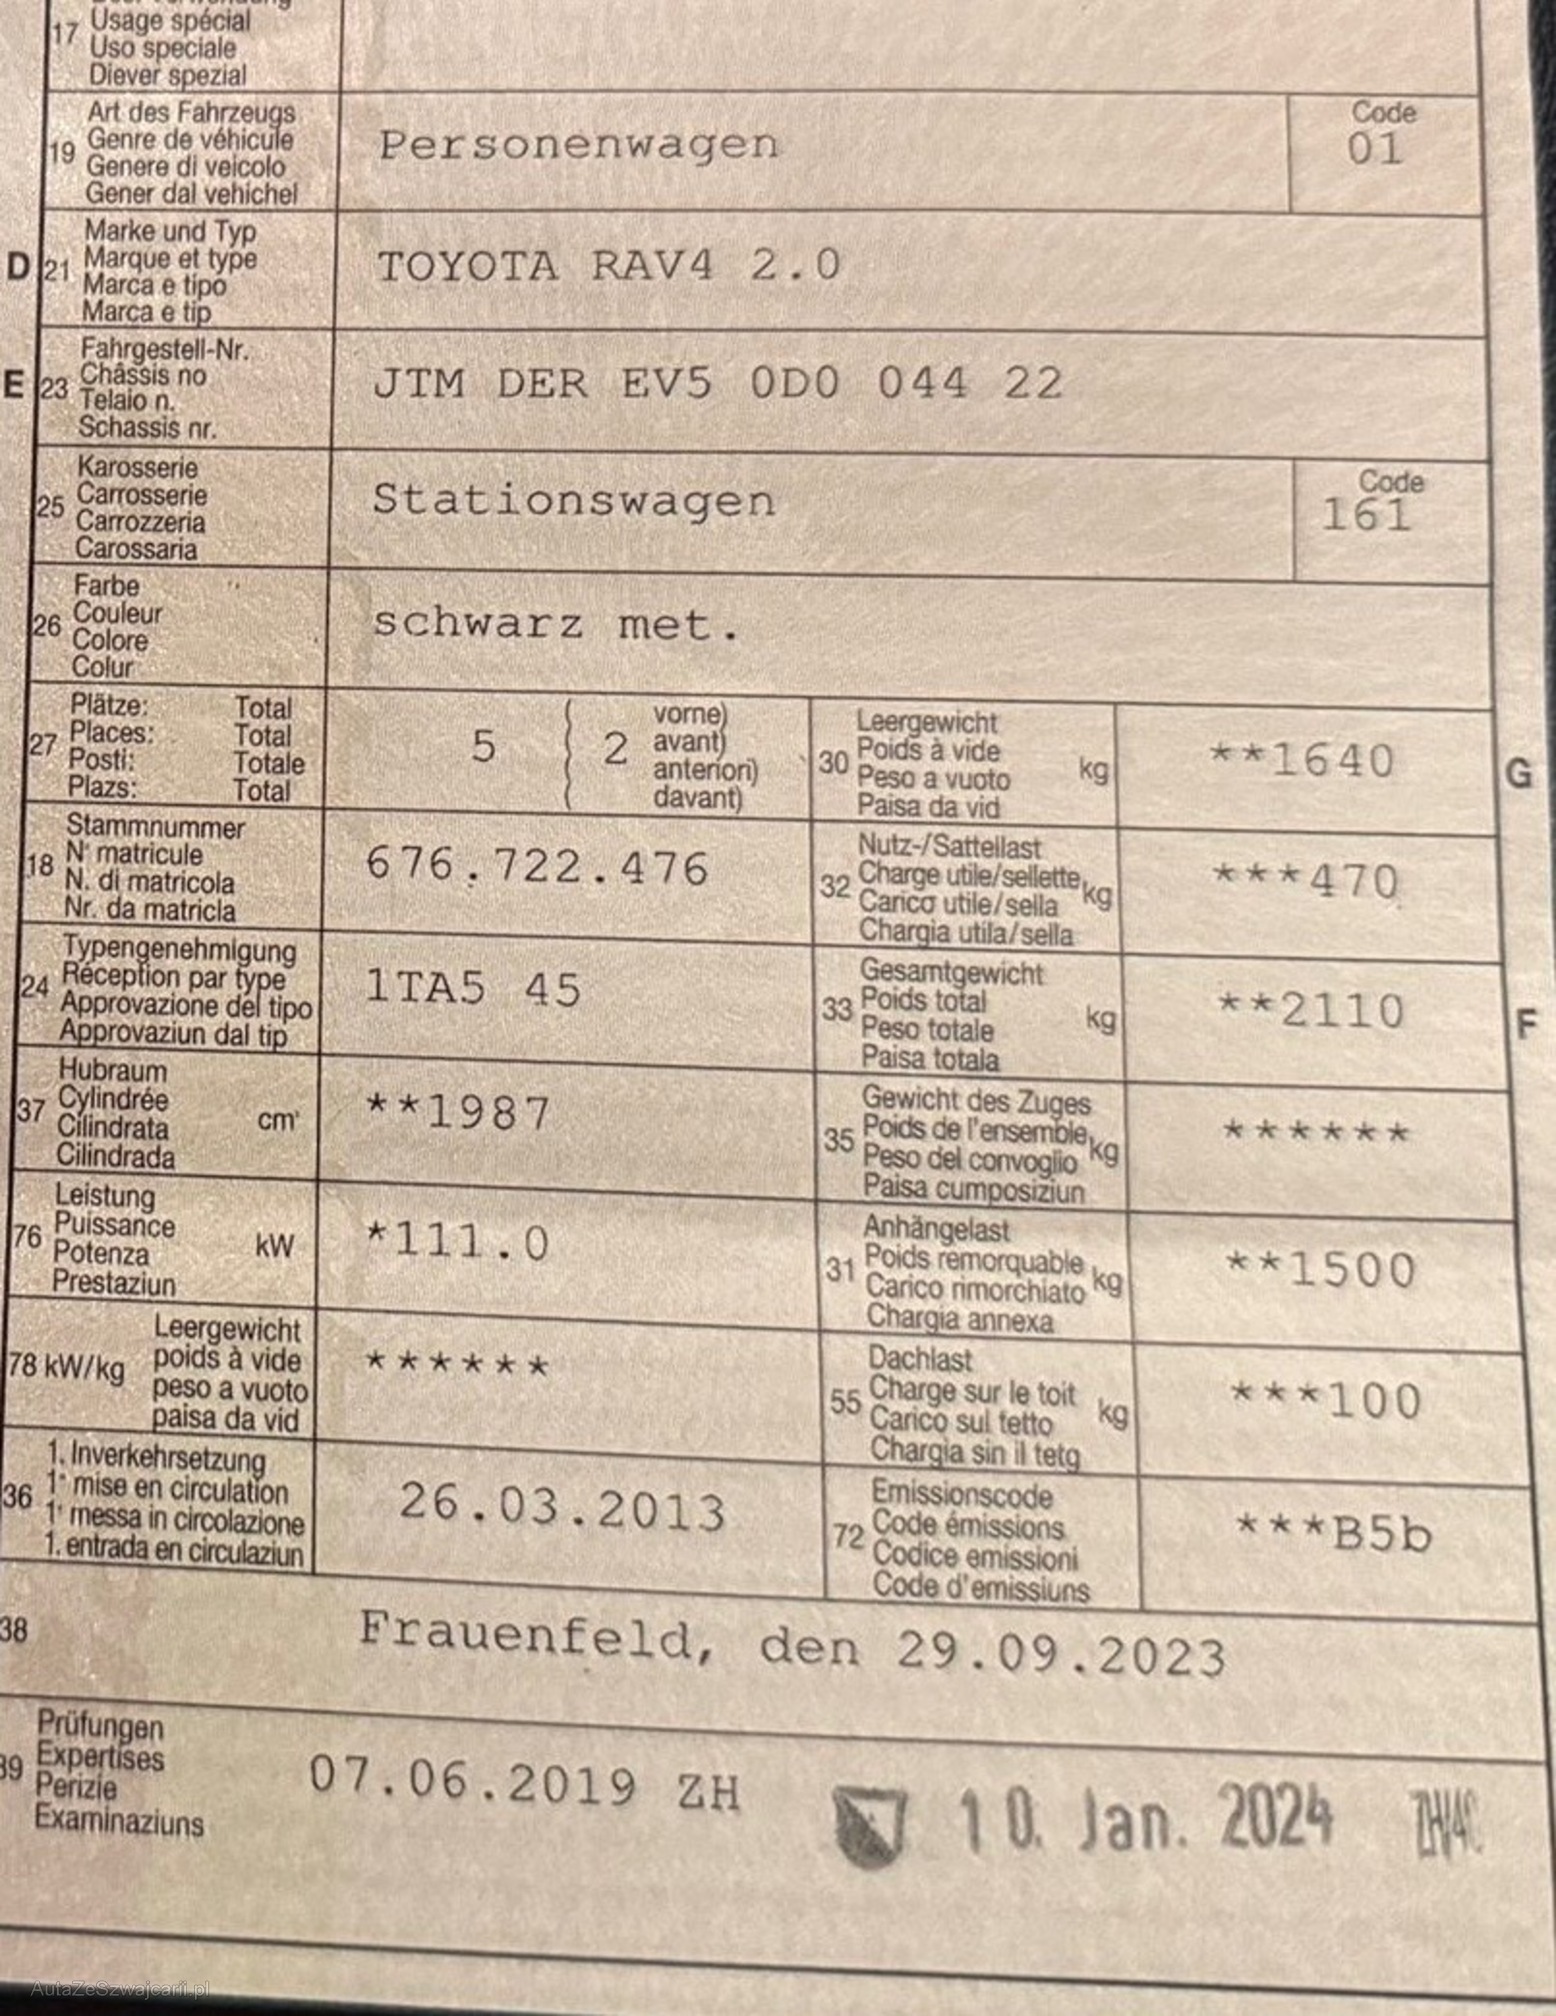 17 Usage spécial
Uso speciale
Diever spezial
19 Art des Fahrzeugs
Genre de véhicule
Genere di veicolo
Gener dal vehichel
Personenwagen
Code
01
D 21 Marke und Typ
Marque et type
Marca e tipo
Marca e tip
TOYOTA RAV4 2.0
E 23 Fahrgestell-Nr.
Châssis no
Telaio n.
Schassis nr.
JTM DER EV5 0D0 044 22
25 Karosserie
Carrosserie
Carrozzeria
Carossaria
Stationswagen
Code
161
26 Farbe
Couleur
Colore
Colur
schwarz met.
27 Plätze: Total
Places: Total
Posti: Totale
Plazs: Total
5 2 vorne)
avant)
anteriori)
davant)
30 Leergewicht
Poids à vide
Peso a vuoto
Paisa da vid
kg
**1640
G
18 Stammnummer
N° matricule
N. di matricola
Nr. da matricla
676.722.476
32 Nutz-/Sattellast
Charge utile/sellette
Carico utile/sella
Chargia utila/sella
kg
***470
24 Typengenehmigung
Réception par type
Approvazione del tipo
Approvaziun dal tip
1TA5 45
33 Gesamtgewicht
Poids total
Peso totale
Paisa totala
kg
**2110
F
37 Hubraum
Cylindrée
Cilindrata
Cilindrada
cm³
**1987
35 Gewicht des Zuges
Poids de l'ensemble
Peso del convoglio
Paisa cumposiziun
kg
******
76 Leistung
Puissance
Potenza
Prestaziun
kW
*111.0
31 Anhängelast
Poids remorquable
Carico rimorchiato
Chargia annexa
kg
**1500
78 kW/kg
Leergewicht
poids à vide
peso a vuoto
paisa da vid
******
55 Dachlast
Charge sur le toit
Carico sul tetto
Chargia sin il tetg
kg
***100
36 1. Inverkehrsetzung
1ʳᵉ mise en circulation
1ª messa in circolazione
1. entrada en circulaziun
26.03.2013
72 Emissionscode
Code émissions
Codice emissioni
Code d'emissiuns
***B5b
38 Frauenfeld, den 29.09.2023
39 Prüfungen
Expertises
Perizie
Examinaziuns
07.06.2019 ZH
10. Jan. 2024
AutaZeSzwajcarii.pl